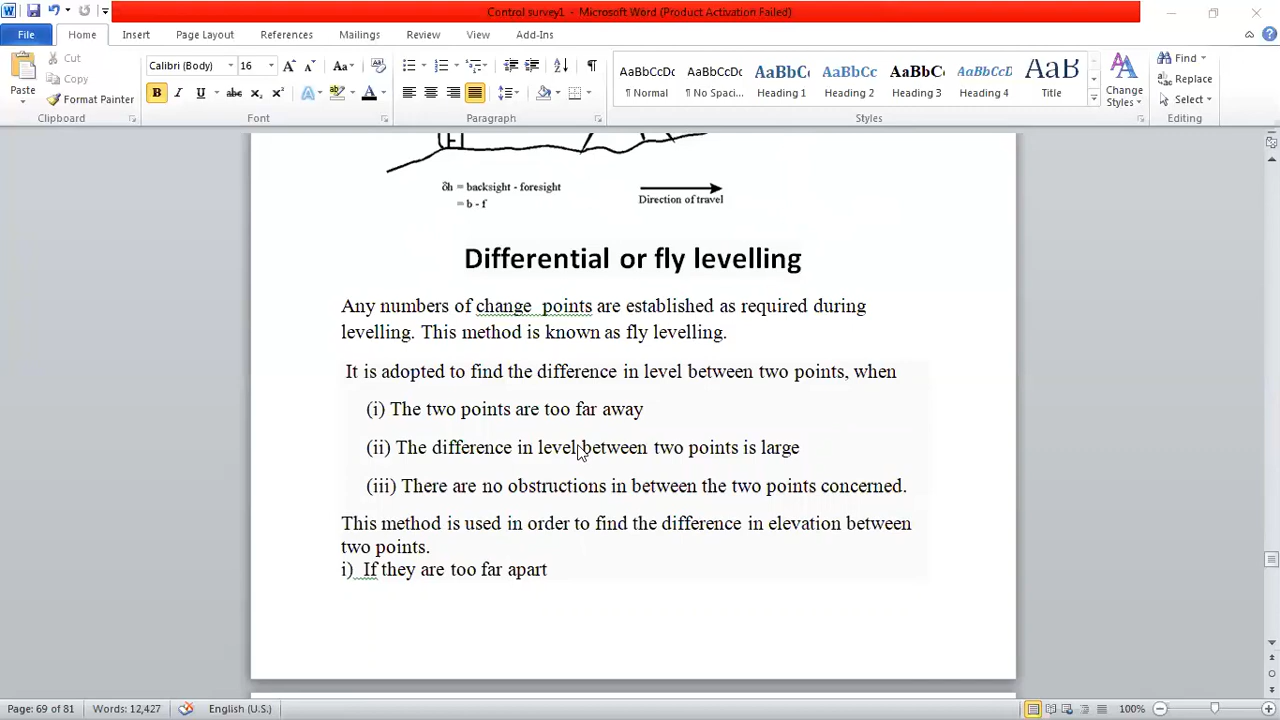 Control survey1 - Microsoft Word (Product Activation Failed)
File Home Insert Page Layout References Mailings Review View Add-Ins
Paste
Cut
Copy
Format Painter
Clipboard
Calibri (Body) 16
Font
Paragraph
AaBbCcDc AaBbCcDc AaBbC AaBbCc AaBbC AaBbCcI AaB
¶ Normal ¶ No Spaci... Heading 1 Heading 2 Heading 3 Heading 4 Title
Change Styles
Styles
Find
Replace
Select
Editing
δh = backsight - foresight
= b - f
Direction of travel
Differential or fly levelling
Any numbers of change points are established as required during
levelling. This method is known as fly levelling.
It is adopted to find the difference in level between two points, when
(i) The two points are too far away
(ii) The difference in level between two points is large
(iii) There are no obstructions in between the two points concerned.
This method is used in order to find the difference in elevation between
two points.
i) If they are too far apart
Page: 69 of 81 Words: 12,427 English (U.S.) 100%